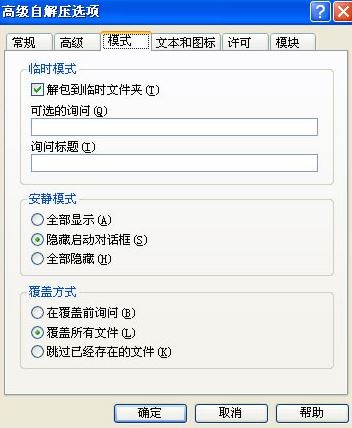 高级自解压选项
常规 高级 模式 文本和图标 许可 模块
临时模式
解包到临时文件夹(T)
可选的询问(Q)
询问标题(I)
安静模式
全部显示(A)
隐藏启动对话框(S)
全部隐藏(H)
覆盖方式
在覆盖前询问(B)
覆盖所有文件(L)
跳过已经存在的文件(K)
确定 取消 帮助